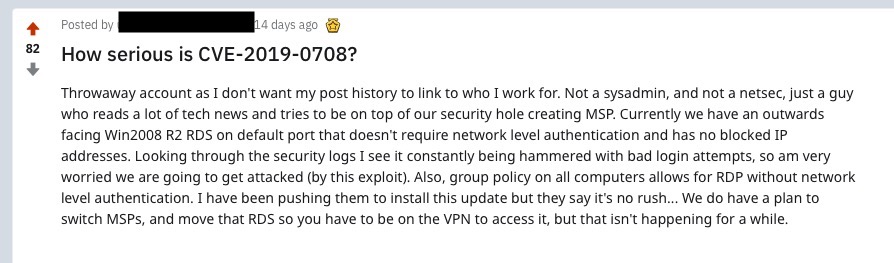 Posted by 14 days ago
82
How serious is CVE-2019-0708?
Throwaway account as I don't want my post history to link to who I work for. Not a sysadmin, and not a netsec, just a guy
who reads a lot of tech news and tries to be on top of our security hole creating MSP. Currently we have an outwards
facing Win2008 R2 RDS on default port that doesn't require network level authentication and has no blocked IP
addresses. Looking through the security logs I see it constantly being hammered with bad login attempts, so am very
worried we are going to get attacked (by this exploit). Also, group policy on all computers allows for RDP without network
level authentication. I have been pushing them to install this update but they say it's no rush... We do have a plan to
switch MSPs, and move that RDS so you have to be on the VPN to access it, but that isn't happening for a while.